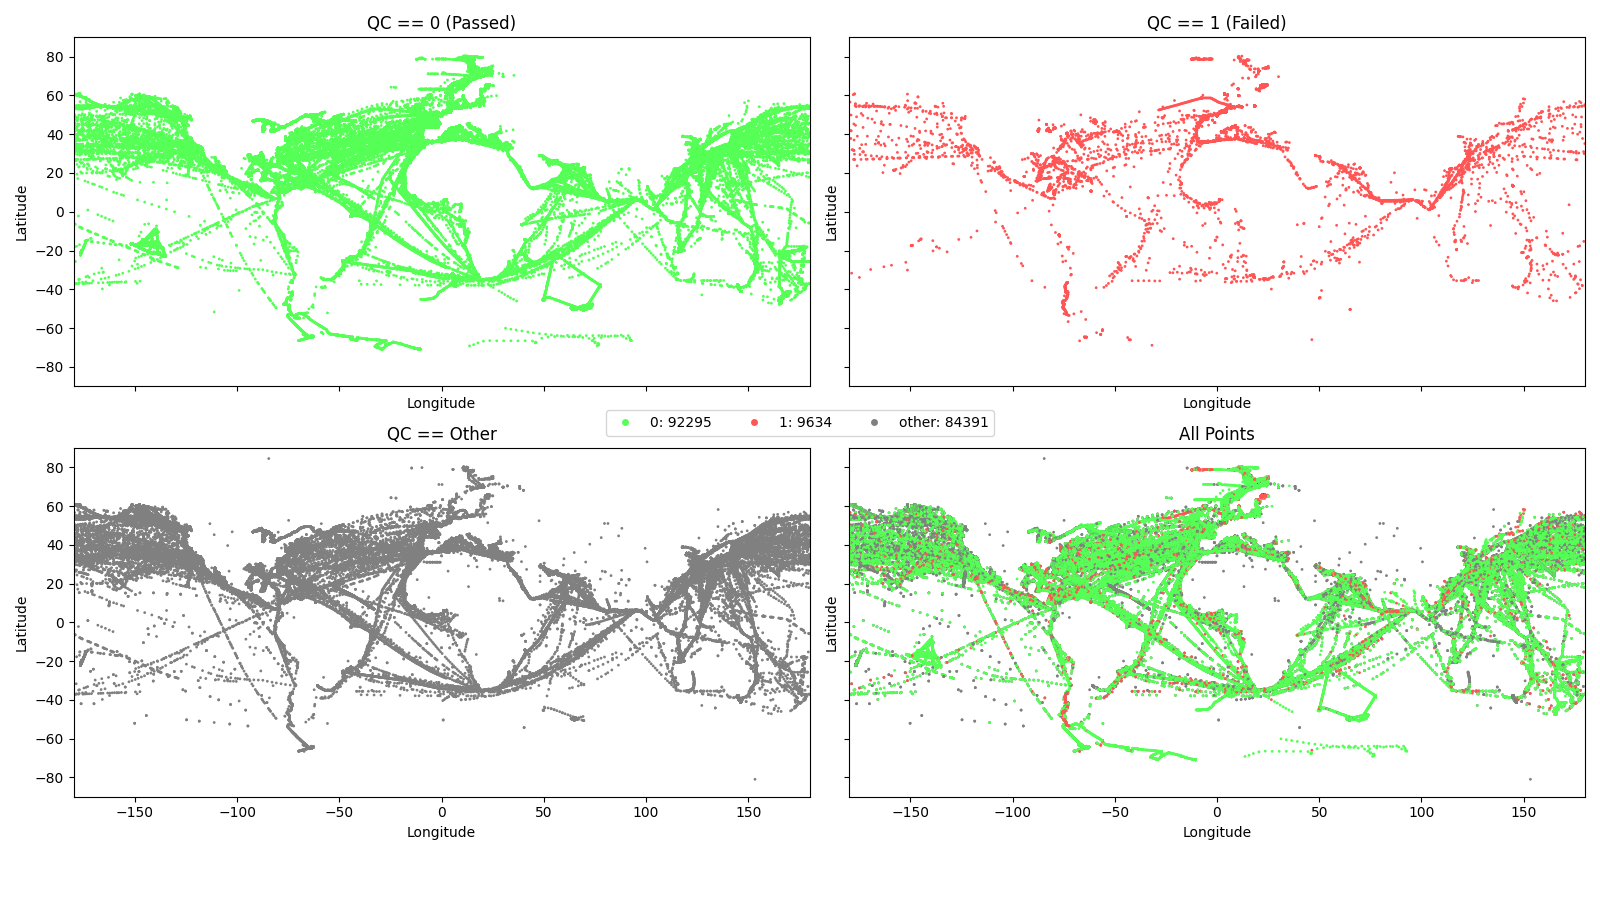 QC == 0 (Passed)
QC == 1 (Failed)
80
60
40
20
0
−20
−40
−60
−80
Latitude
Latitude
Longitude
Longitude
0: 92295 1: 9634 other: 84391
QC == Other
All Points
80
60
40
20
0
−20
−40
−60
−80
Latitude
Latitude
−150 −100 −50 0 50 100 150
−150 −100 −50 0 50 100 150
Longitude
Longitude